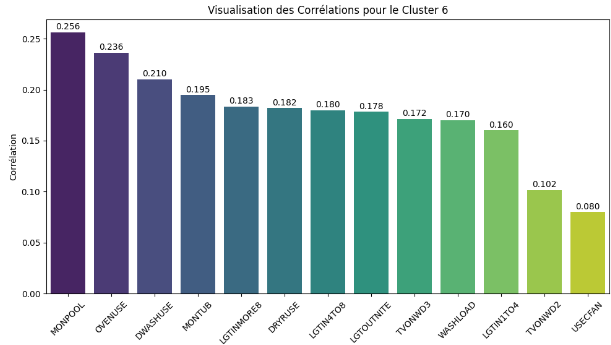 Visualisation des Corrélations pour le Cluster 6
Corrélation
0.25
0.20
0.15
0.10
0.05
0.00
0.256
0.236
0.210
0.195
0.183
0.182
0.180
0.178
0.172
0.170
0.160
0.102
0.080
MONPOOL
OVENUSE
DWASHUSE
MONTUB
LGTINMORE8
DRYRUSE
LGTIN4TO8
LGTOUTNITE
TVONWD3
WASHLOAD
LGTIN1TO4
TVONWD2
USECFAN